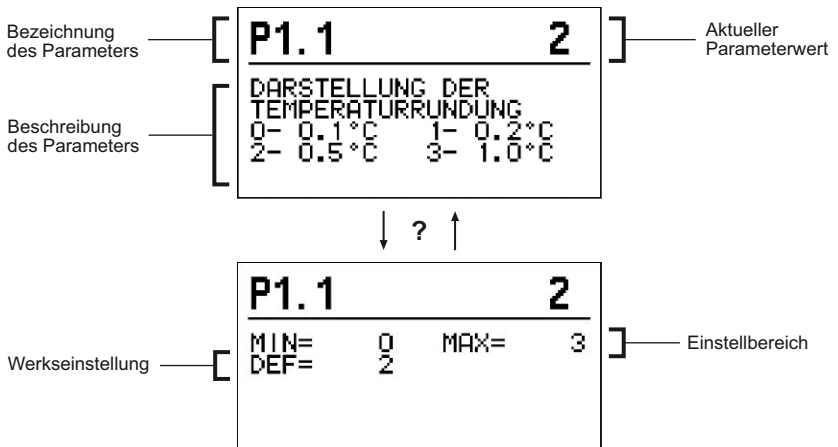 Bezeichnung
des Parameters
P1.1 2
Aktueller
Parameterwert
Beschreibung
des Parameters
DARSTELLUNG DER
TEMPERATURRUNDUNG
0- 0.1°C 1- 0.2°C
2- 0.5°C 3- 1.0°C
?
P1.1 2
MIN= 0 MAX= 3
DEF= 2
Einstellbereich
Werkseinstellung